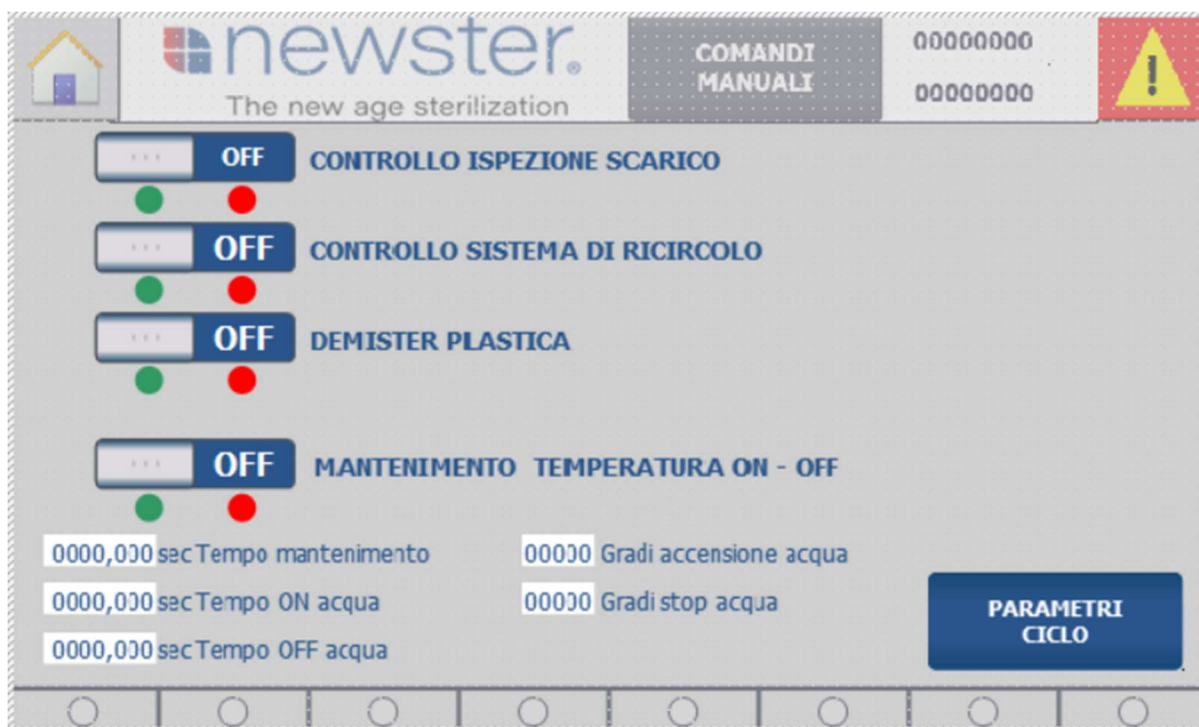 newster.
The new age sterilization
COMANDI
MANUALI
00000000
00000000
!
OFF CONTROLLO ISPEZIONE SCARICO
OFF CONTROLLO SISTEMA DI RICIRCOLO
OFF DEMISTER PLASTICA
OFF MANTENIMENTO TEMPERATURA ON - OFF
0000,000 sec Tempo mantenimento
00000 Gradi accensione acqua
0000,000 sec Tempo ON acqua
00000 Gradi stop acqua
0000,000 sec Tempo OFF acqua
PARAMETRI
CICLO